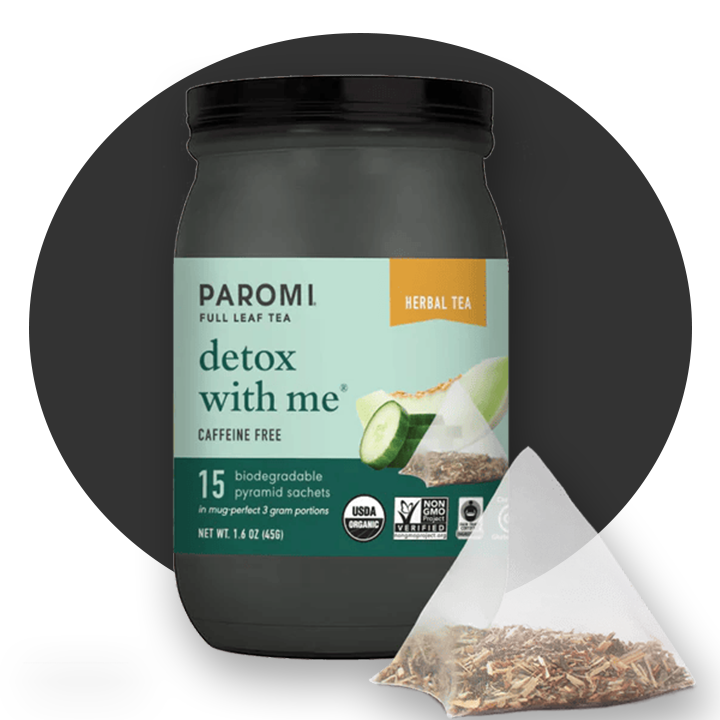 PAROMI
FULL LEAF TEA
HERBAL TEA
detox
with me®
CAFFEINE FREE
15 biodegradable
pyramid sachets
in mug-perfect 3 gram portions
NET WT. 1.6 OZ (45G)
USDA
ORGANIC
NON
GMO
Project
VERIFIED
nongmoproject.org